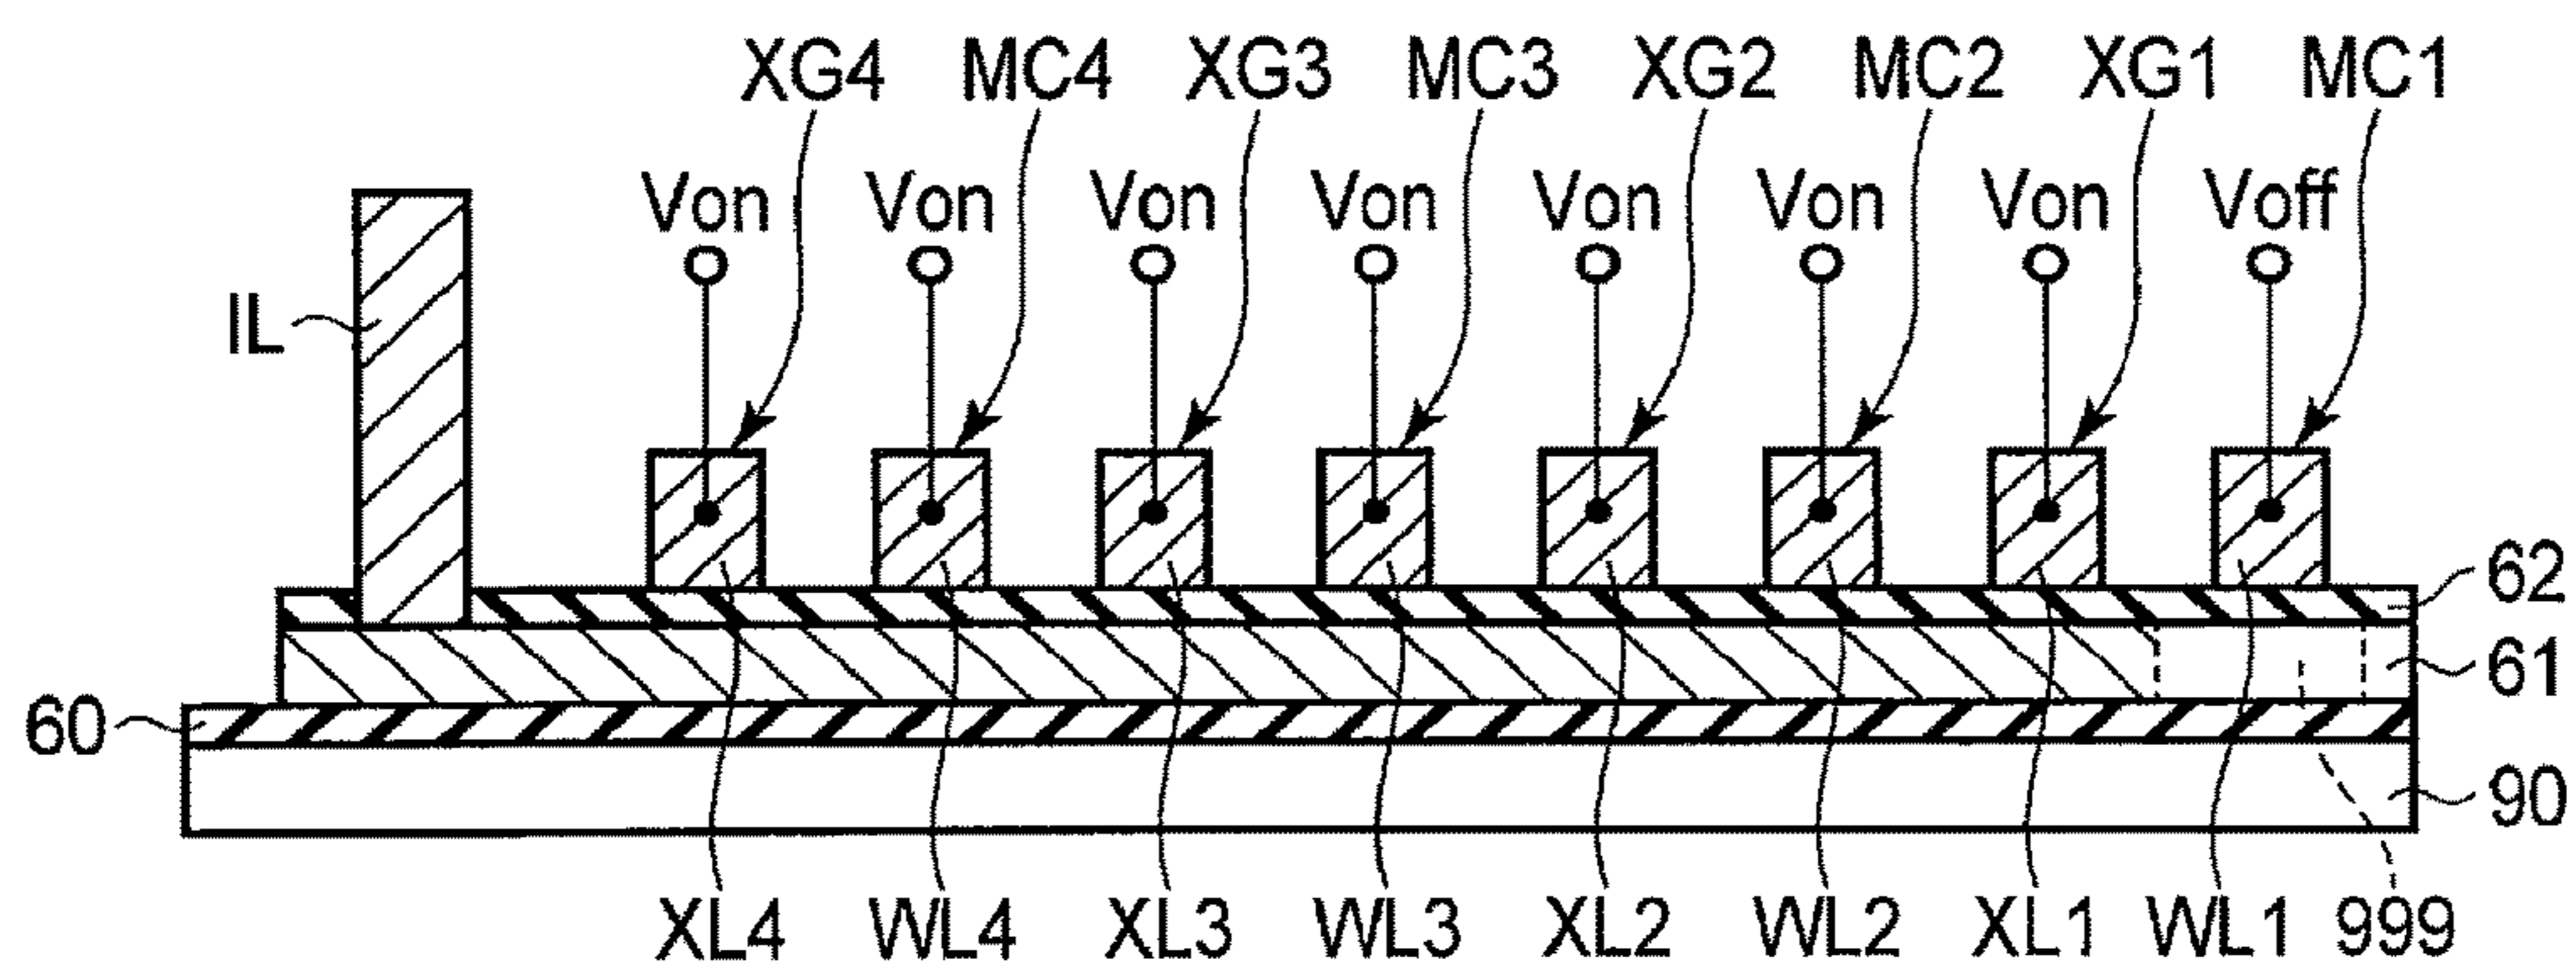 XG4 MC4 XG3 MC3 XG2 MC2 XG1 MC1
Von Von Von Von Von Von Von Voff
IL
62
61
60
90
XL4 WL4 XL3 WL3 XL2 WL2 XL1 WL1 999